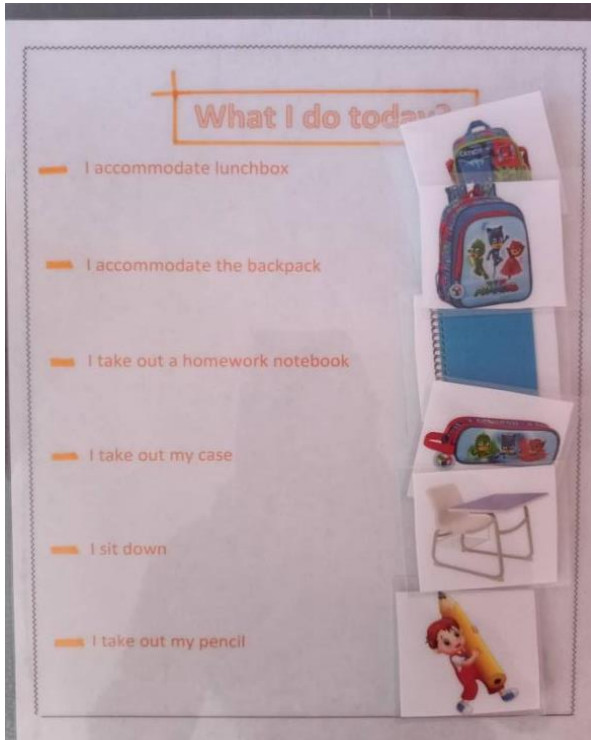 What I do today?
I accommodate lunchbox
I accommodate the backpack
I take out a homework notebook
I take out my case
I sit down
I take out my pencil